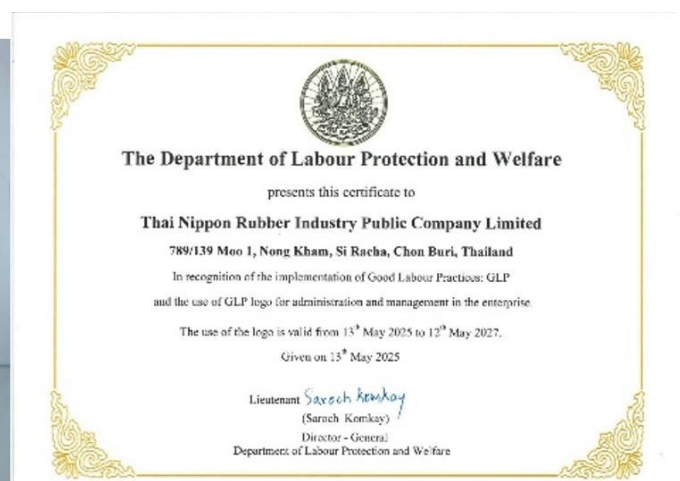 The Department of Labour Protection and Welfare
presents this certificate to
Thai Nippon Rubber Industry Public Company Limited
789/139 Moo 1, Nong Kham, Si Racha, Chon Buri, Thailand
In recognition of the implementation of Good Labour Practices: GLP
and the use of GLP logo for administration and management in the enterprise
The use of the logo is valid from 13th May 2025 to 12th May 2027.
Given on 13th May 2025
Lieutenant Saroch Komkay
(Saroch Komkay)
Director - General
Department of Labour Protection and Welfare